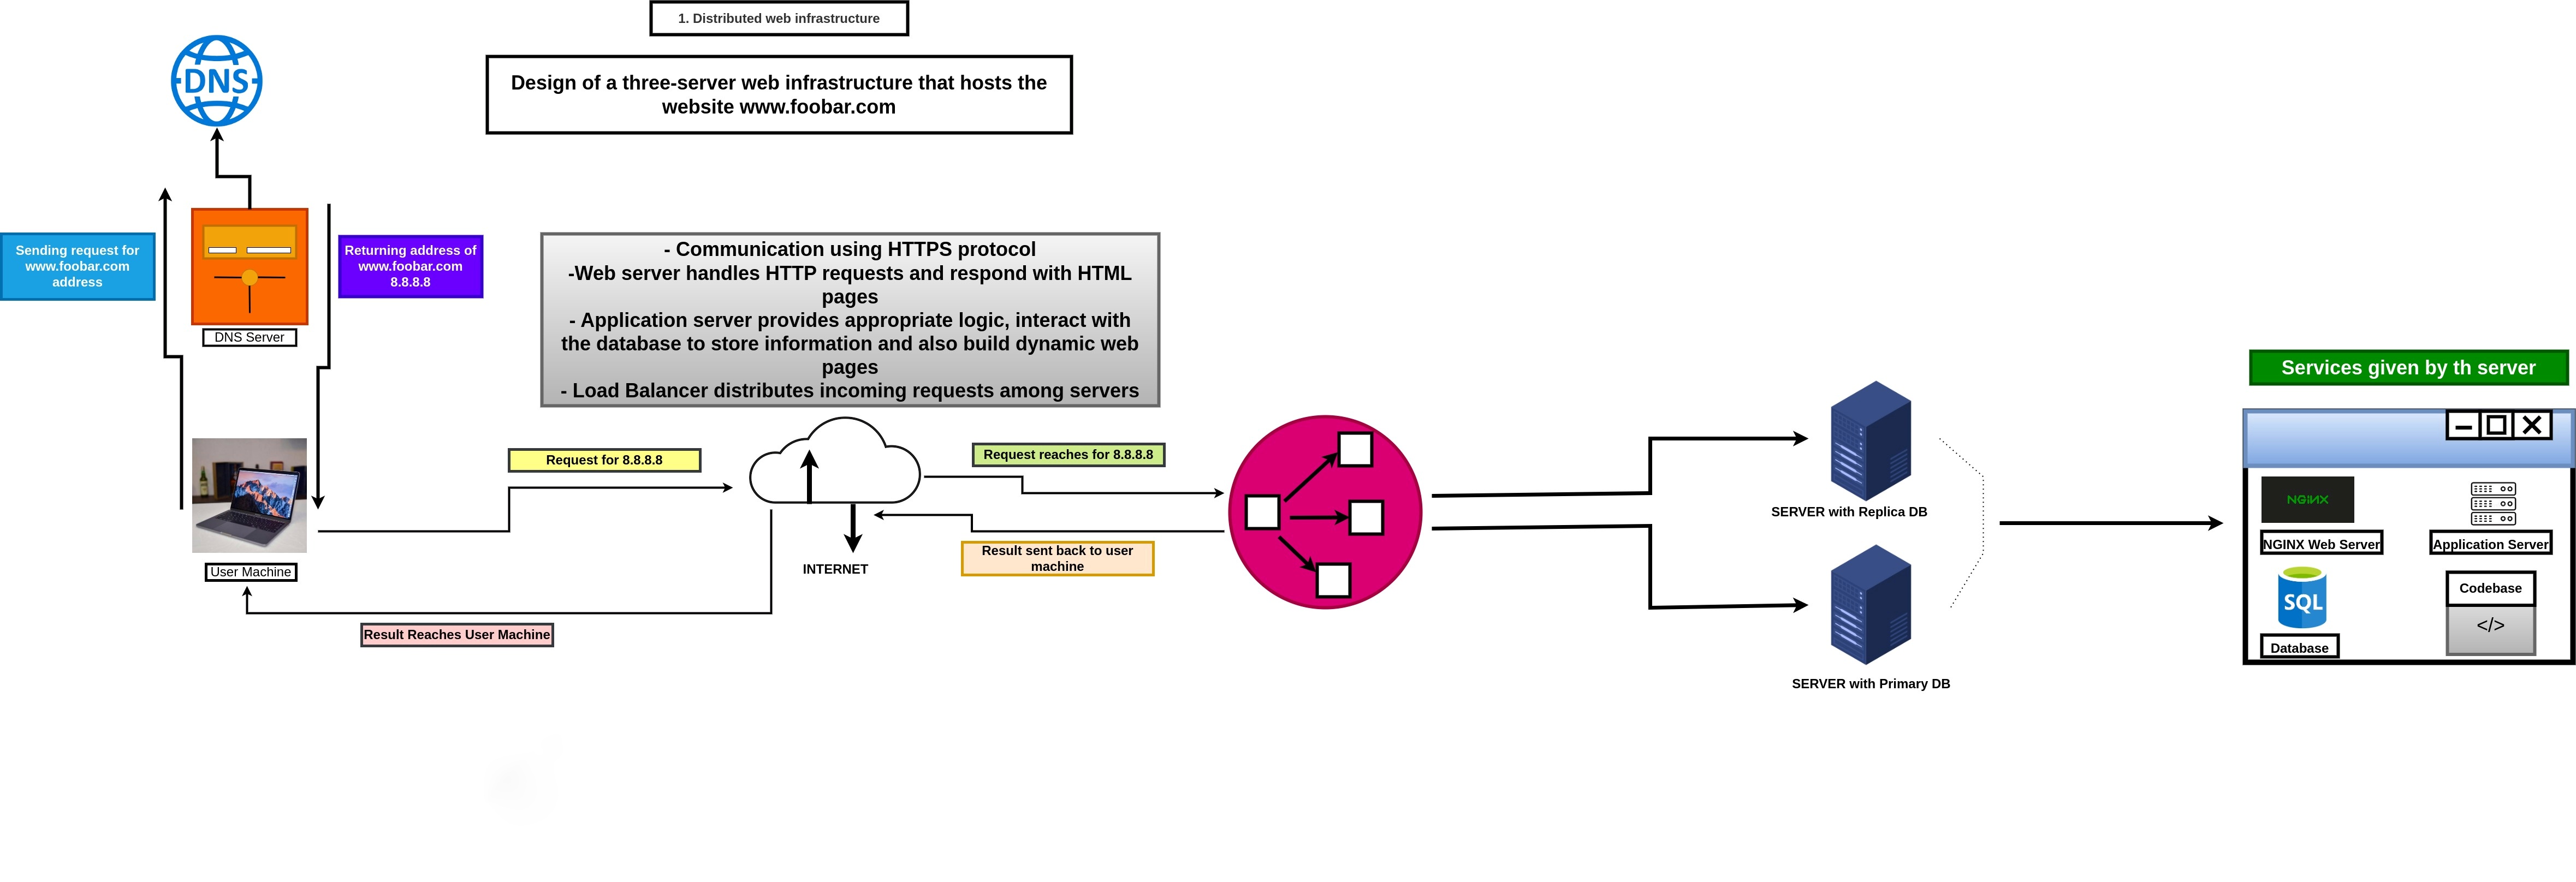 1. Distributed web infrastructure
DNS
Design of a three-server web infrastructure that hosts the
website www.foobar.com
Sending request for
www.foobar.com
address
Returning address of
www.foobar.com
8.8.8.8
DNS Server
- Communication using HTTPS protocol
-Web server handles HTTP requests and respond with HTML
pages
- Application server provides appropriate logic, interact with
the database to store information and also build dynamic web
pages
- Load Balancer distributes incoming requests among servers
User Machine
Request for 8.8.8.8
INTERNET
Request reaches for 8.8.8.8
Result sent back to user
machine
Result Reaches User Machine
SERVER with Replica DB
SERVER with Primary DB
Services given by th server
NGINX
NGINX Web Server
Application Server
SQL
Database
Codebase
</>